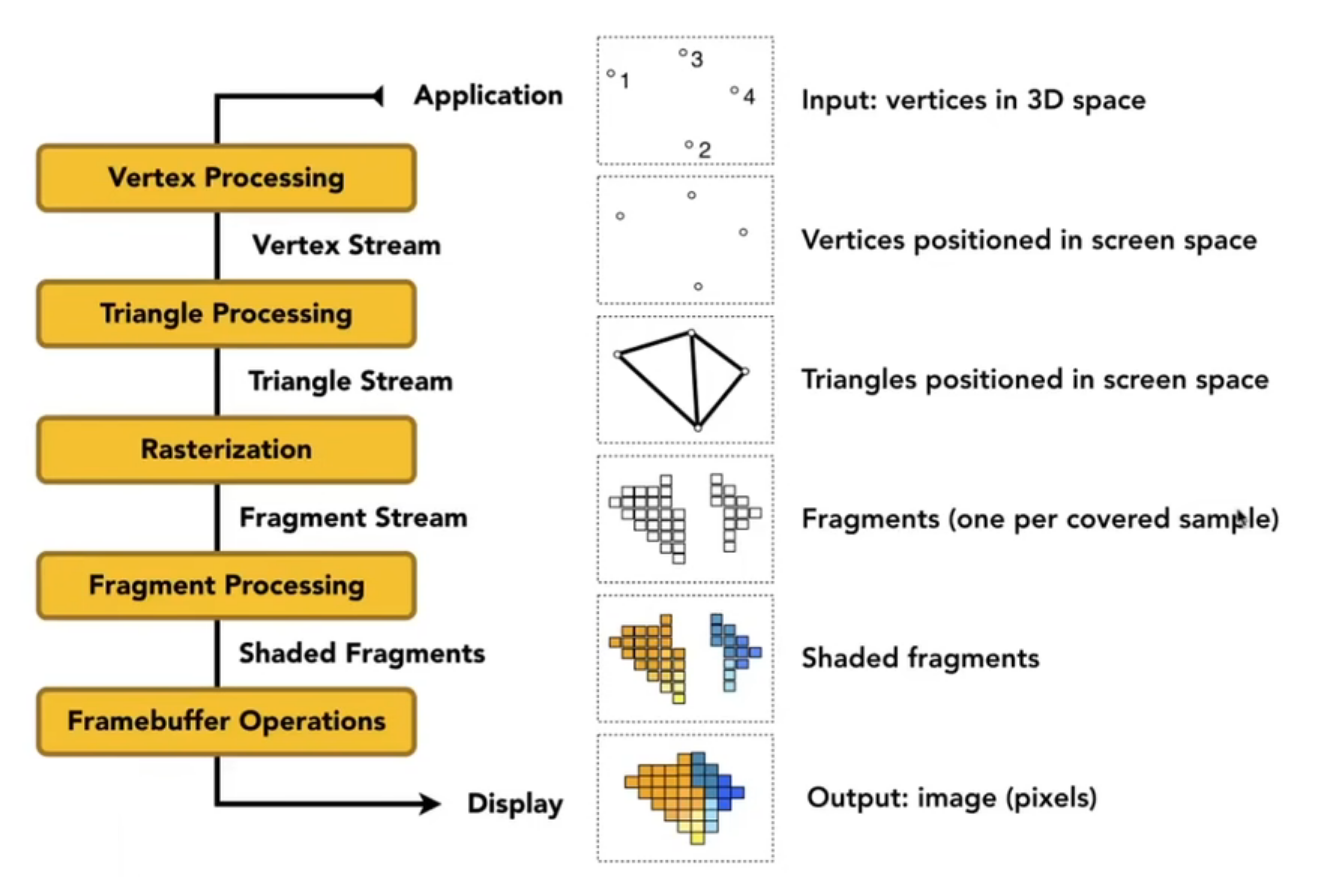 Application
3
1
4
2
Input: vertices in 3D space
Vertex Processing
Vertex Stream
Vertices positioned in screen space
Triangle Processing
Triangle Stream
Triangles positioned in screen space
Rasterization
Fragment Stream
Fragments (one per covered sample)
Fragment Processing
Shaded Fragments
Shaded fragments
Framebuffer Operations
Display
Output: image (pixels)